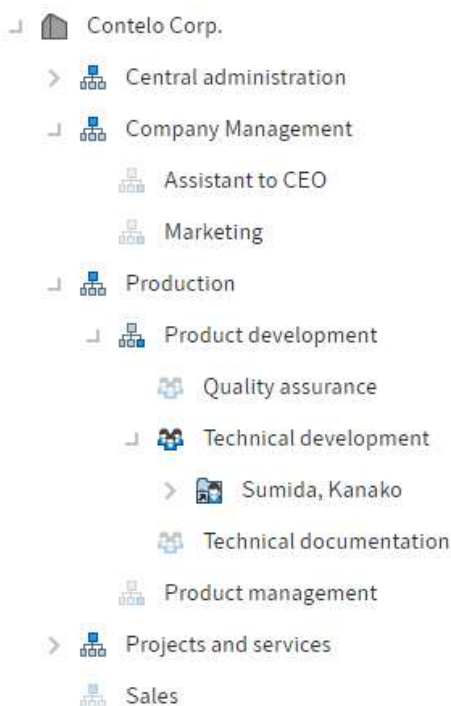 Contelo Corp.
Central administration
Company Management
Assistant to CEO
Marketing
Production
Product development
Quality assurance
Technical development
Sumida, Kanako
Technical documentation
Product management
Projects and services
Sales